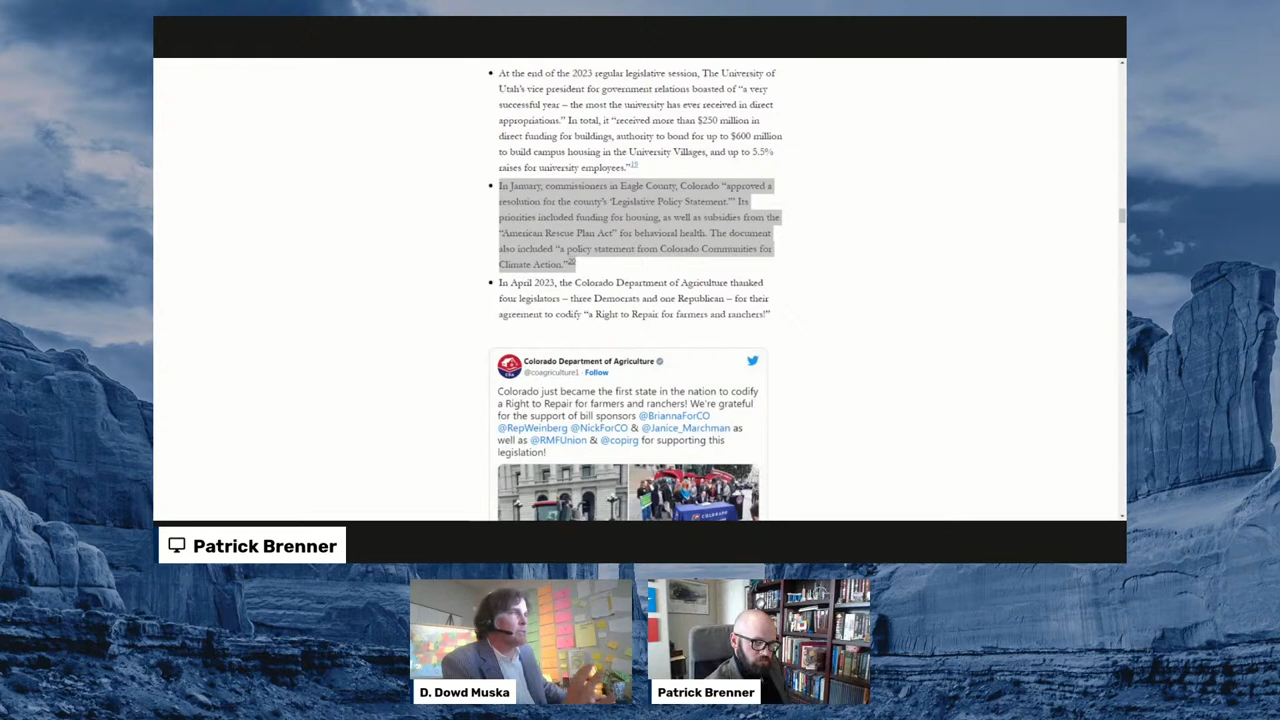 At the end of the 2023 regular legislative session, The University of
Utah's vice president for government relations boasted of “a very
successful year – the most the university has ever received in direct
appropriations.” In total, it “received more than $250 million in
direct funding for buildings, authority to bond for up to $600 million
to build campus housing in the University Villages, and up to 5.5%
raises for university employees.”19
In January, commissioners in Eagle County, Colorado “approved a
resolution for the county's ‘Legislative Policy Statement.’” Its
priorities included funding for housing, as well as subsidies from the
“American Rescue Plan Act” for behavioral health. The document
also included “a policy statement from Colorado Communities for
Climate Action.”20
In April 2023, the Colorado Department of Agriculture thanked
four legislators – three Democrats and one Republican – for their
agreement to codify “a Right to Repair for farmers and ranchers!”
Colorado Department of Agriculture
@coagriculture1 · Follow
Colorado just became the first state in the nation to codify
a Right to Repair for farmers and ranchers! We're grateful
for the support of bill sponsors @BriannaForCO
@RepWeinberg @NickForCO & @Janice_Marchman as
well as @RMFUnion & @copirg for supporting this
legislation!
COLORADO
Patrick Brenner
D. Dowd Muska
Patrick Brenner